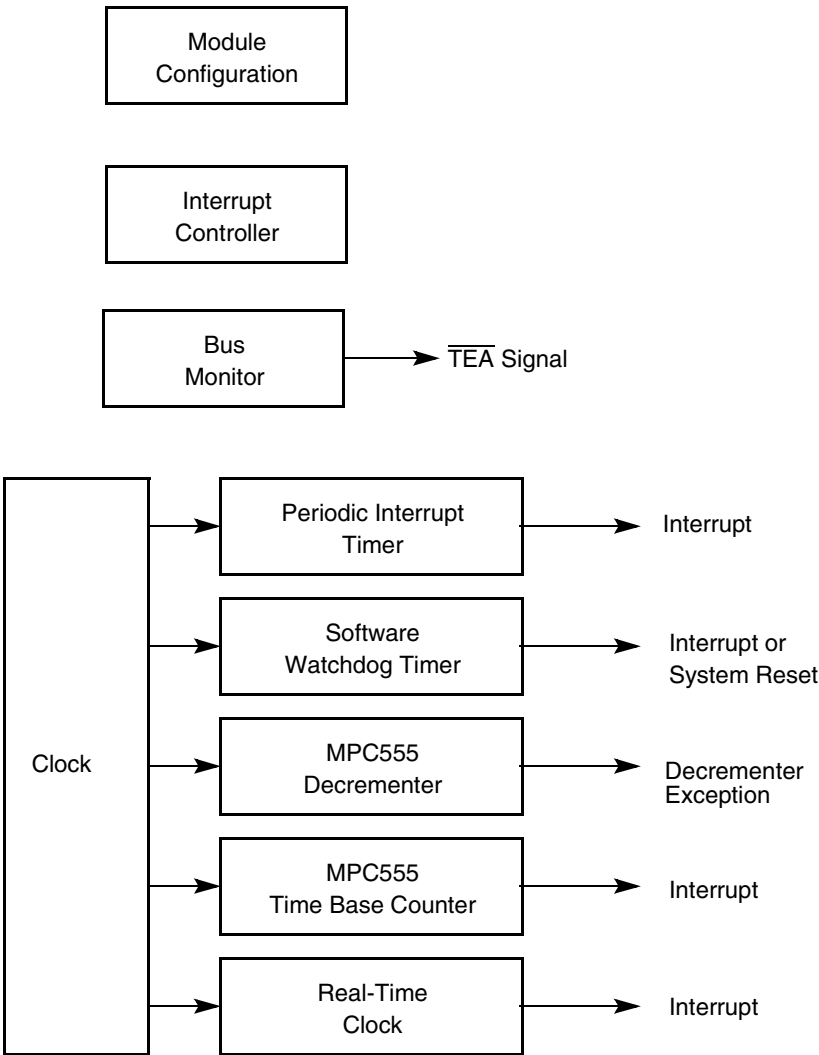 Module
Configuration
Interrupt
Controller
Bus
Monitor
T̅E̅A̅ Signal
Periodic Interrupt
Timer
Interrupt
Software
Watchdog Timer
Interrupt or
System Reset
Clock
MPC555
Decrementer
Decrementer
Exception
MPC555
Time Base Counter
Interrupt
Real-Time
Clock
Interrupt